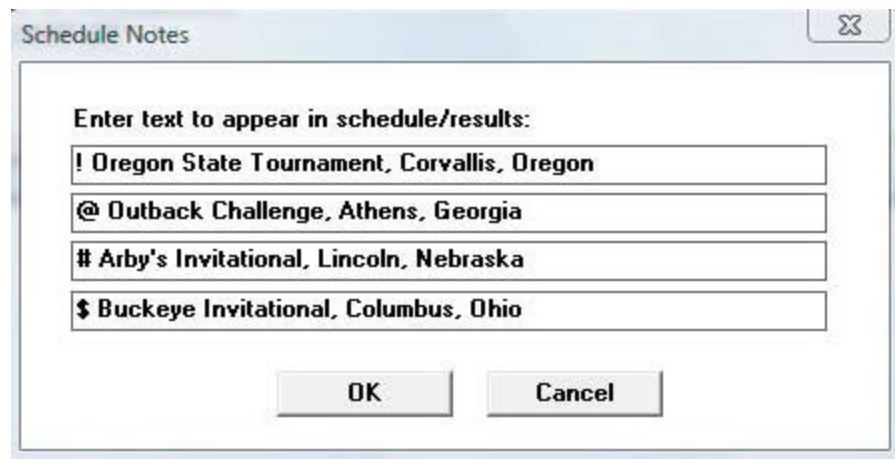 Schedule Notes
Enter text to appear in schedule/results:
! Oregon State Tournament, Corvallis, Oregon
@ Outback Challenge, Athens, Georgia
# Arby's Invitational, Lincoln, Nebraska
$ Buckeye Invitational, Columbus, Ohio
OK Cancel